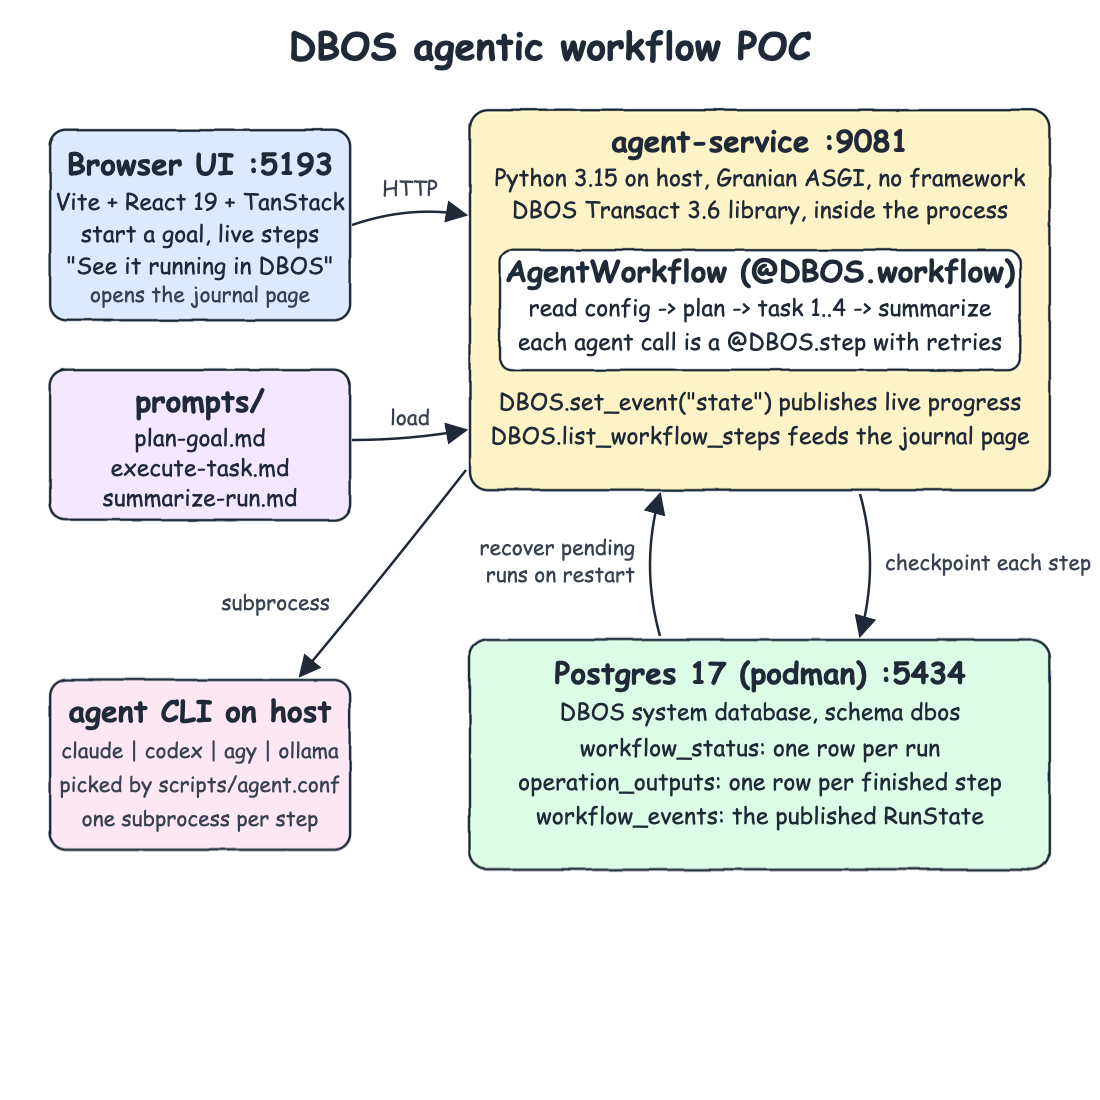 DBOS agentic workflow POC
Browser UI :5193
Vite + React 19 + TanStack
start a goal, live steps
"See it running in DBOS"
opens the journal page
HTTP
agent-service :9081
Python 3.15 on host, Granian ASGI, no framework
DBOS Transact 3.6 library, inside the process
AgentWorkflow (@DBOS.workflow)
read config -> plan -> task 1..4 -> summarize
each agent call is a @DBOS.step with retries
DBOS.set_event("state") publishes live progress
DBOS.list_workflow_steps feeds the journal page
prompts/
plan-goal.md
execute-task.md
summarize-run.md
load
subprocess
recover pending
runs on restart
checkpoint each step
agent CLI on host
claude | codex | agy | ollama
picked by scripts/agent.conf
one subprocess per step
Postgres 17 (podman) :5434
DBOS system database, schema dbos
workflow_status: one row per run
operation_outputs: one row per finished step
workflow_events: the published RunState